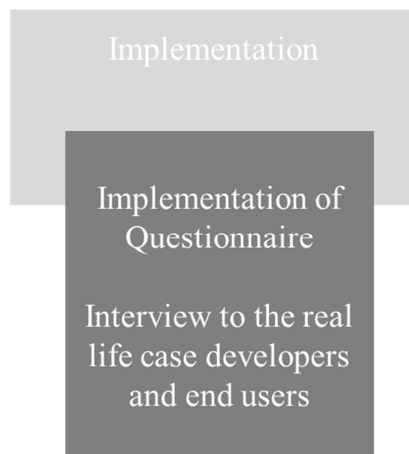 Implementation
Implementation of
Questionnaire
Interview to the real
life case developers
and end users